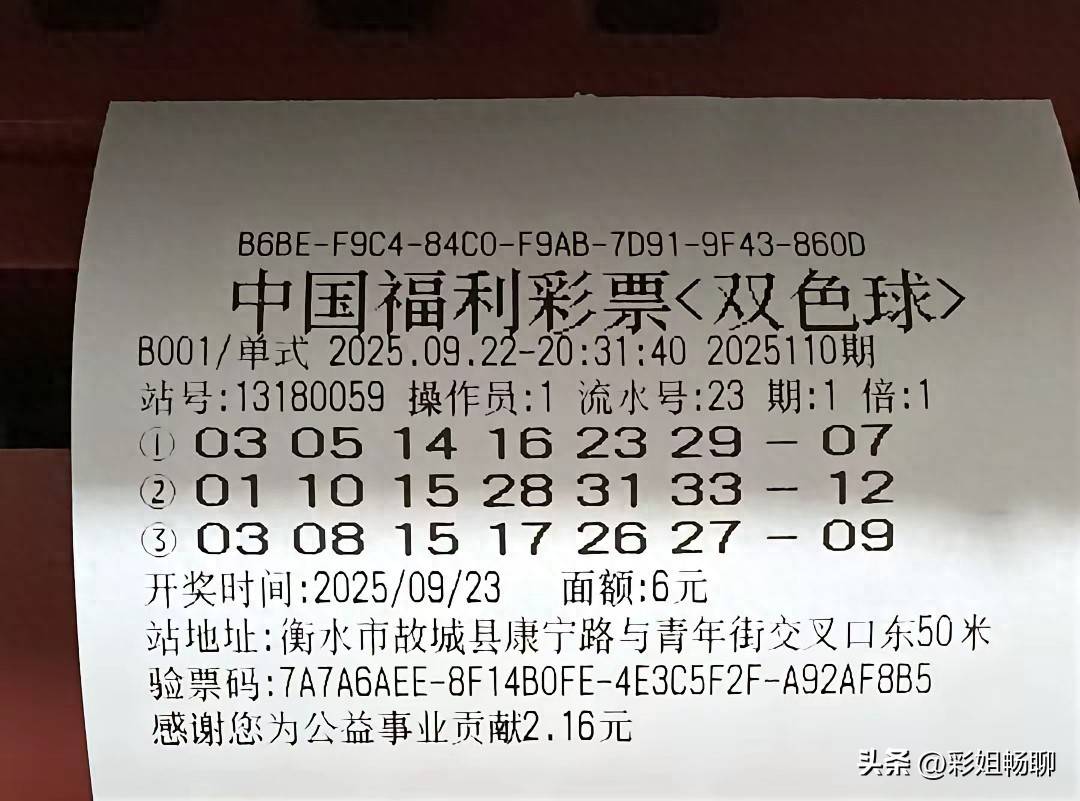 B6BE-F9C4-84C0-F9AB-7D91-9F43-860D
中国福利彩票<双色球>
B001/单式 2025.09.22-20:31:40 2025110期
站号:13180059 操作员:1 流水号:23 期:1 倍:1
① 03 05 14 16 23 29 - 07
② 01 10 15 28 31 33 - 12
③ 03 08 15 17 26 27 - 09
开奖时间:2025/09/23 面额:6元
站地址:衡水市故城县康宁路与青年街交叉口东50米
验票码:7A7A6AEE-8F14B0FE-4E3C5F2F-A92AF8B5
感谢您为公益事业贡献2.16元
头条 @彩姐畅聊